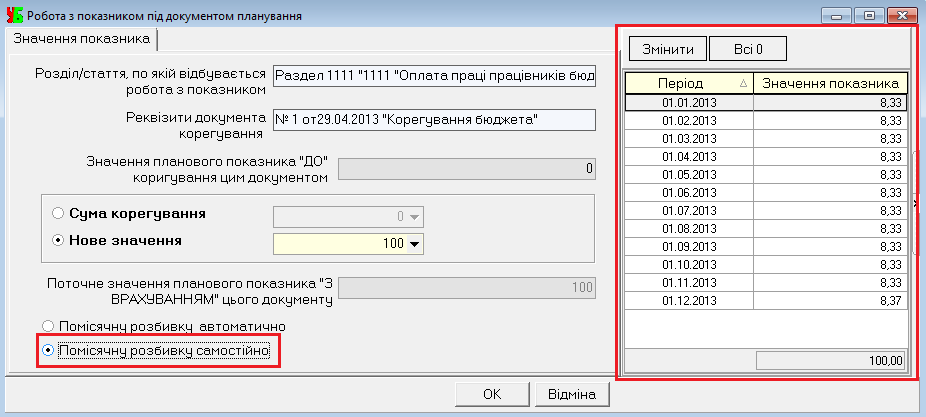 УБ
Робота з показником під документом планування
Значення показника
Розділ/стаття, по якій відбувається
робота з показником
Раздел 1111 "1111 "Оплата праці працівників бюд
Реквізити документа
корегування
№ 1 от29.04.2013 "Корегування бюджета"
Значення планового показника "ДО"
коригування цим документом
0
Сума корегування
0
Нове значення
100
Поточне значення планового показника "З
ВРАХУВАННЯМ" цього документу
100
Помісячну розбивку автоматично
Помісячну розбивку самостійно
ОК
Відміна
Змінити
Всі 0
Період Значення показника
01.01.2013 8,33
01.02.2013 8,33
01.03.2013 8,33
01.04.2013 8,33
01.05.2013 8,33
01.06.2013 8,33
01.07.2013 8,33
01.08.2013 8,33
01.09.2013 8,33
01.10.2013 8,33
01.11.2013 8,33
01.12.2013 8,37
100,00